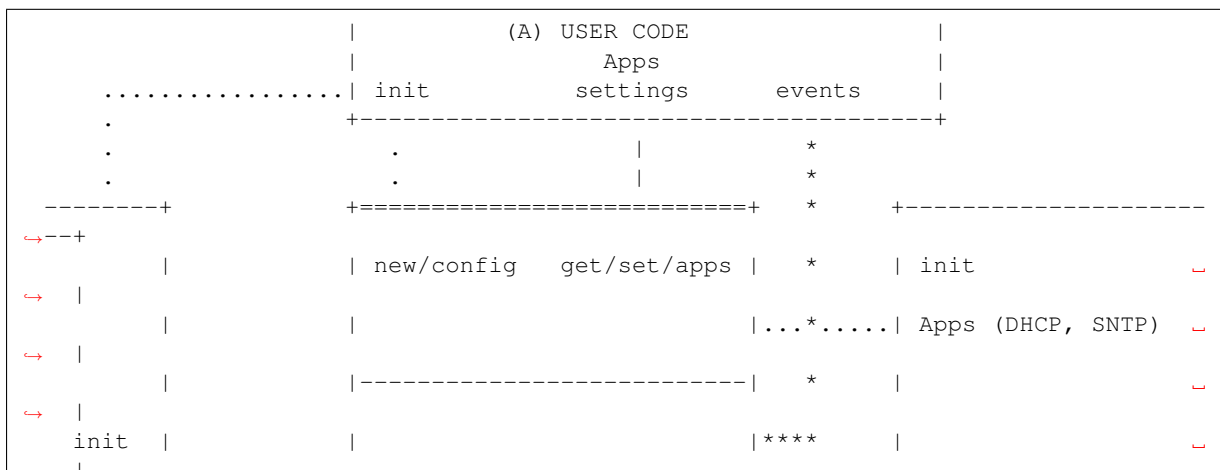 |          (A) USER CODE                 |
                       |                 Apps                   |
      .................| init          settings      events     |
      .                +----------------------------------------+
      .                   .                |           *
      .                   .                |           *
  --------+            +===========================+   *     +---------------------
↪--+
          |            | new/config   get/set/apps |   *     | init               ␣
↪  |
          |            |                           |...*.....| Apps (DHCP, SNTP)  ␣
↪  |
          |            |---------------------------|   *     |                    ␣
↪  |
    init  |            |                           |****     |                    ␣